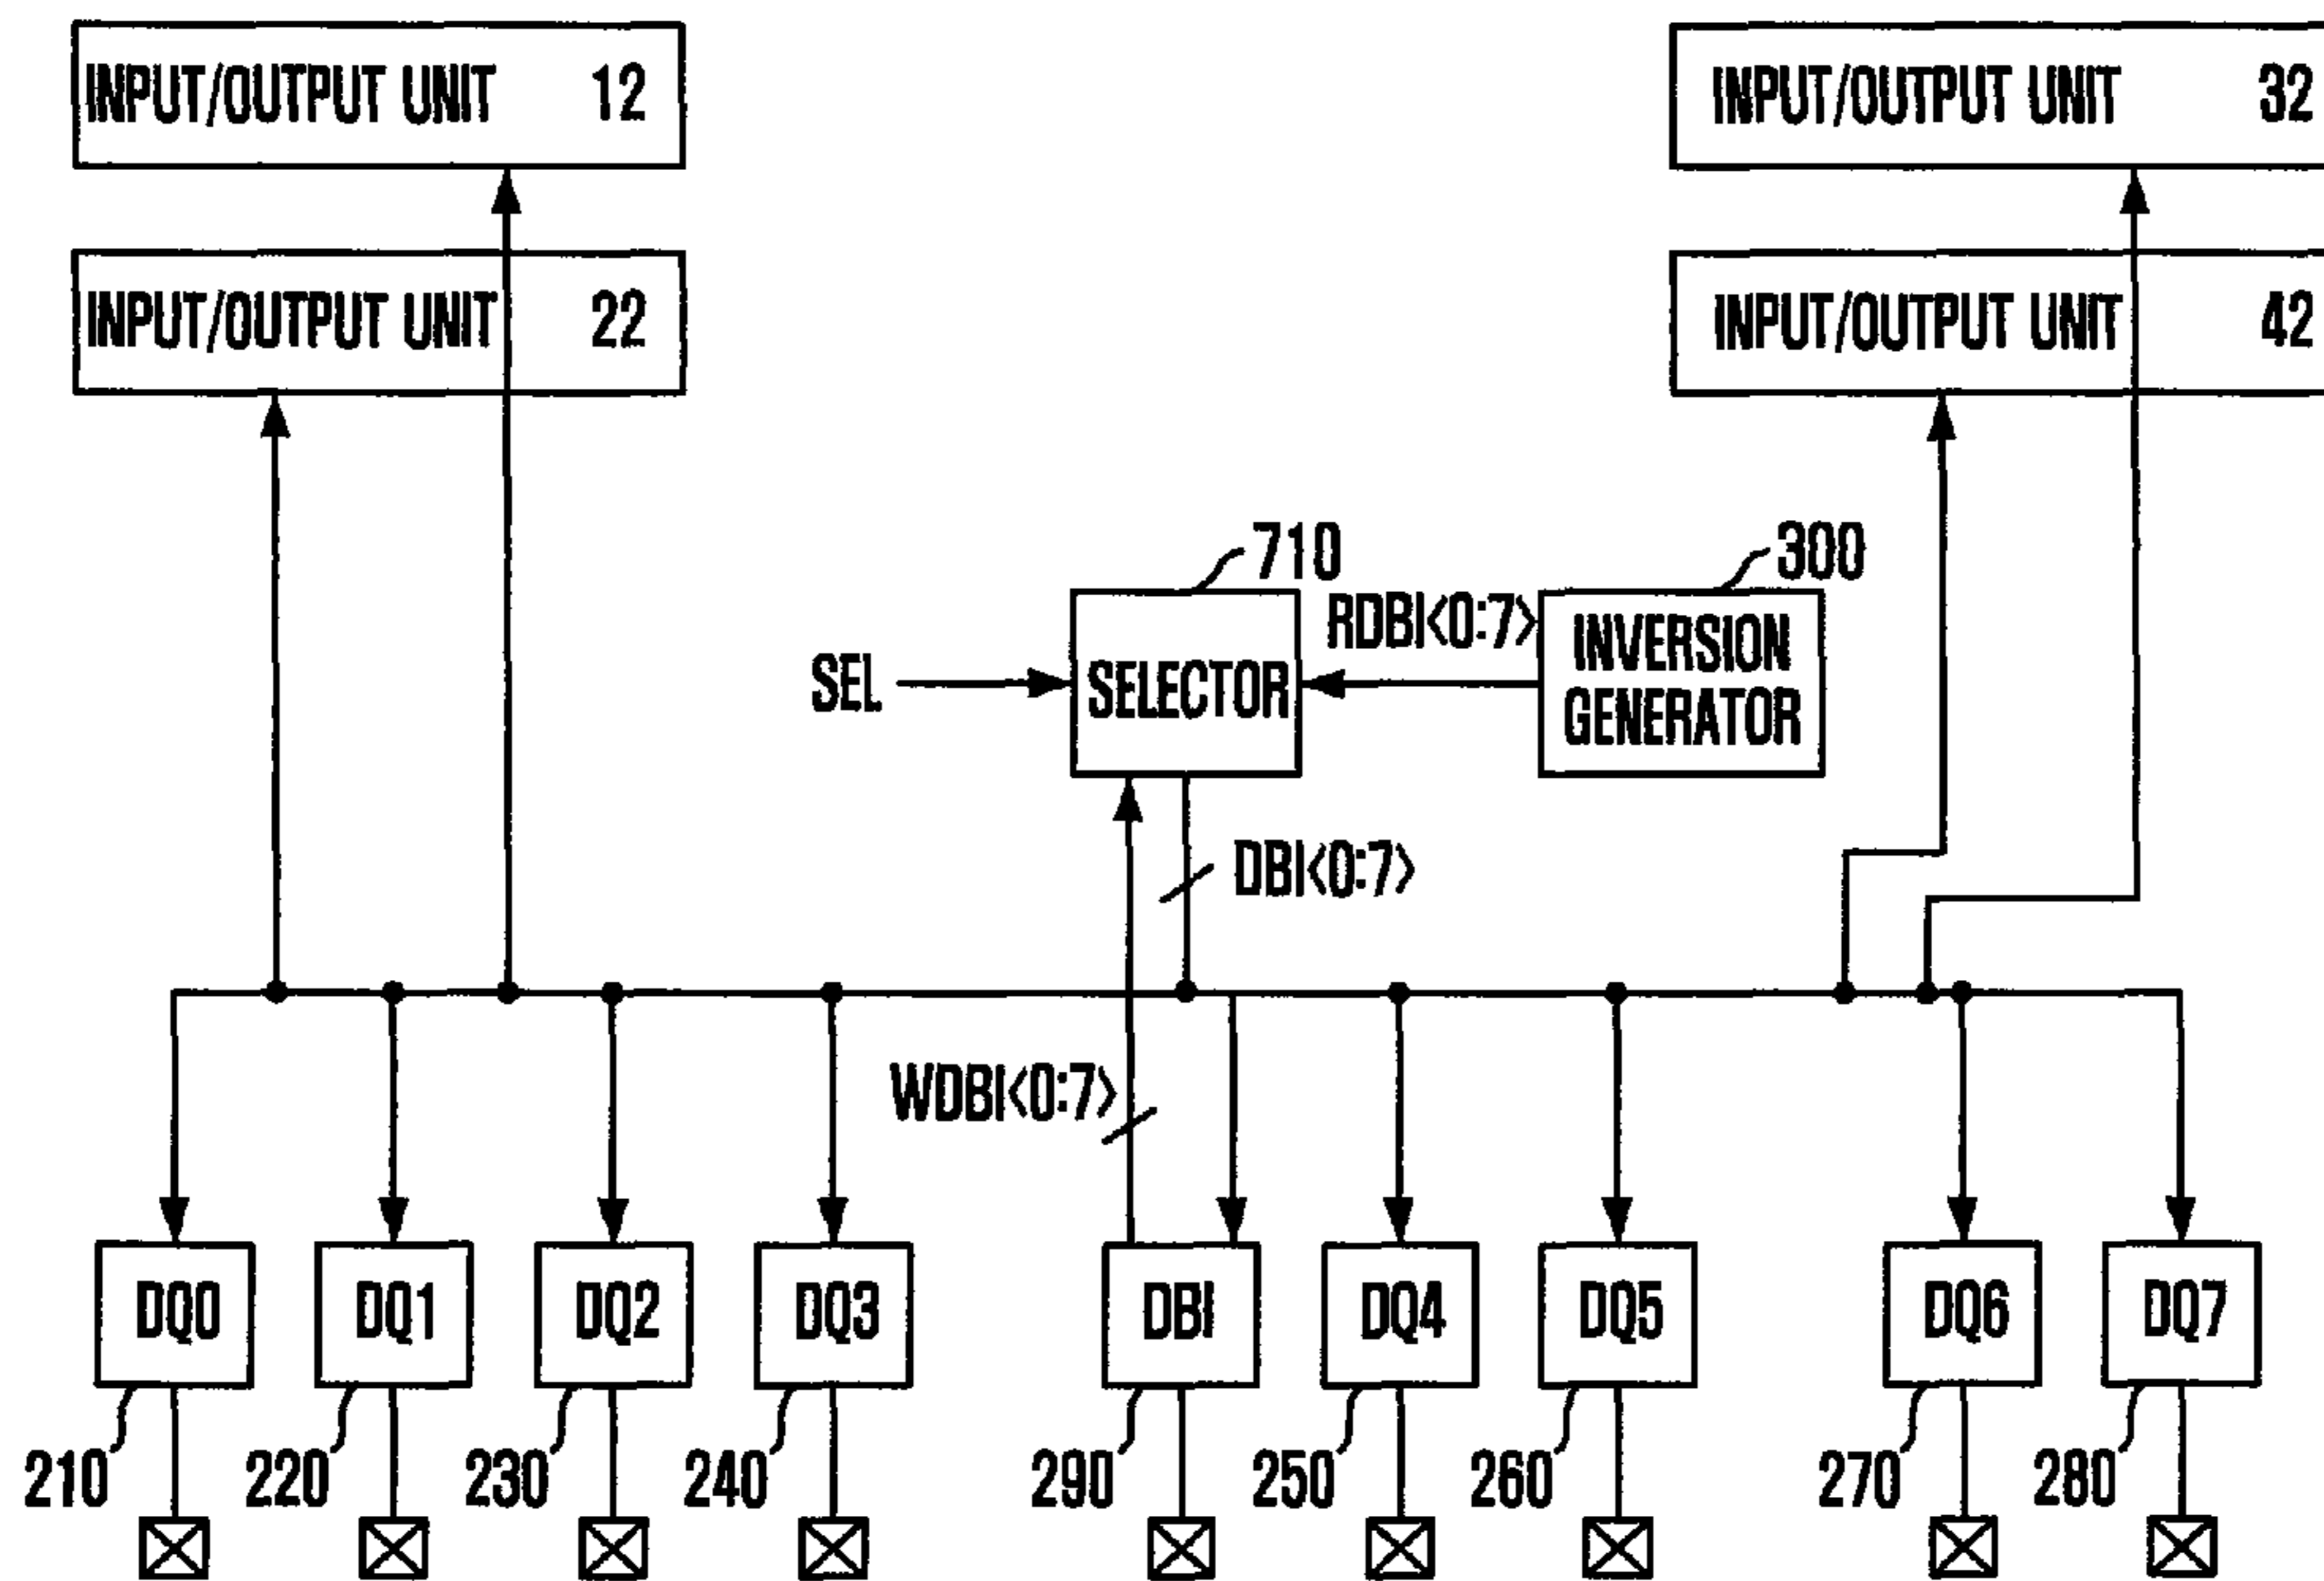 INPUT/OUTPUT UNIT 12
INPUT/OUTPUT UNIT 32
INPUT/OUTPUT UNIT 22
INPUT/OUTPUT UNIT 42
710
300
RDBI<0:7>
SEL
SELECTOR
INVERSION
GENERATOR
DBI<0:7>
WDBI<0:7>
DQ0
DQ1
DQ2
DQ3
DBI
DQ4
DQ5
DQ6
DQ7
210
220
230
240
290
250
260
270
280